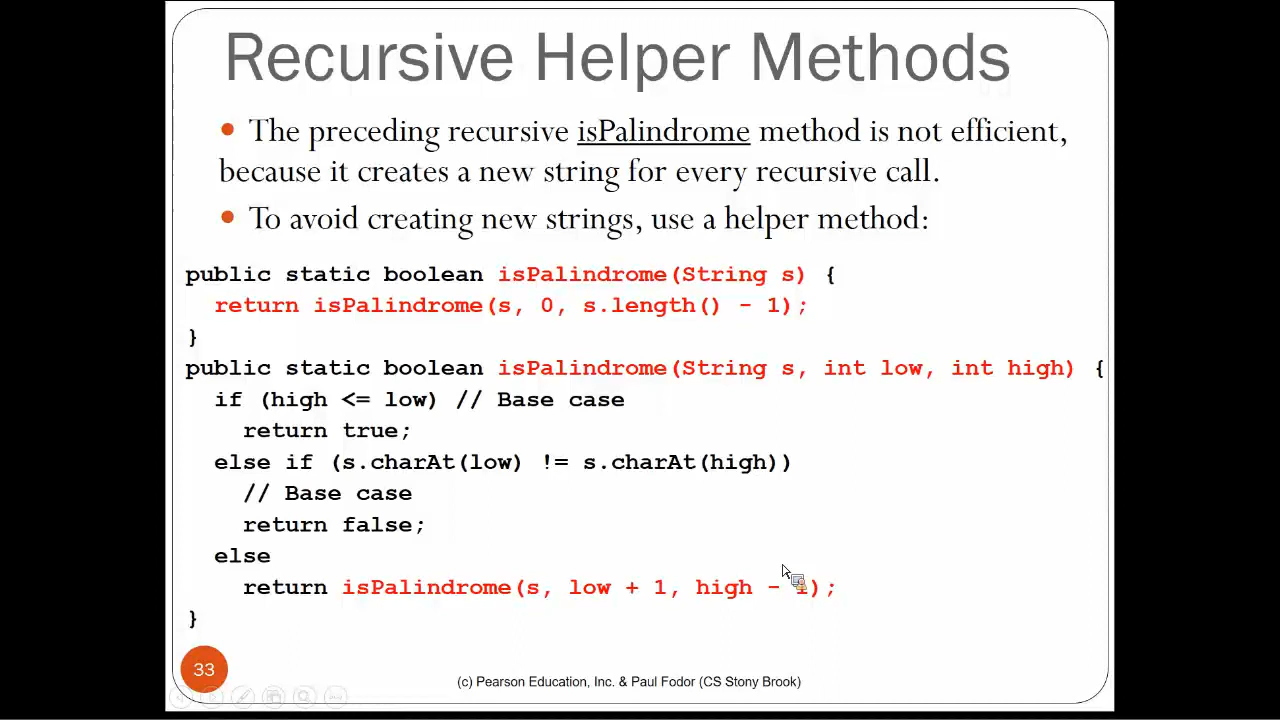 Recursive Helper Methods
• The preceding recursive isPalindrome method is not efficient,
because it creates a new string for every recursive call.
• To avoid creating new strings, use a helper method:
public static boolean isPalindrome(String s) {
  return isPalindrome(s, 0, s.length() - 1);
}
public static boolean isPalindrome(String s, int low, int high) {
  if (high <= low) // Base case
    return true;
  else if (s.charAt(low) != s.charAt(high))
    // Base case
    return false;
  else
    return isPalindrome(s, low + 1, high - 1);
}
33
(c) Pearson Education, Inc. & Paul Fodor (CS Stony Brook)